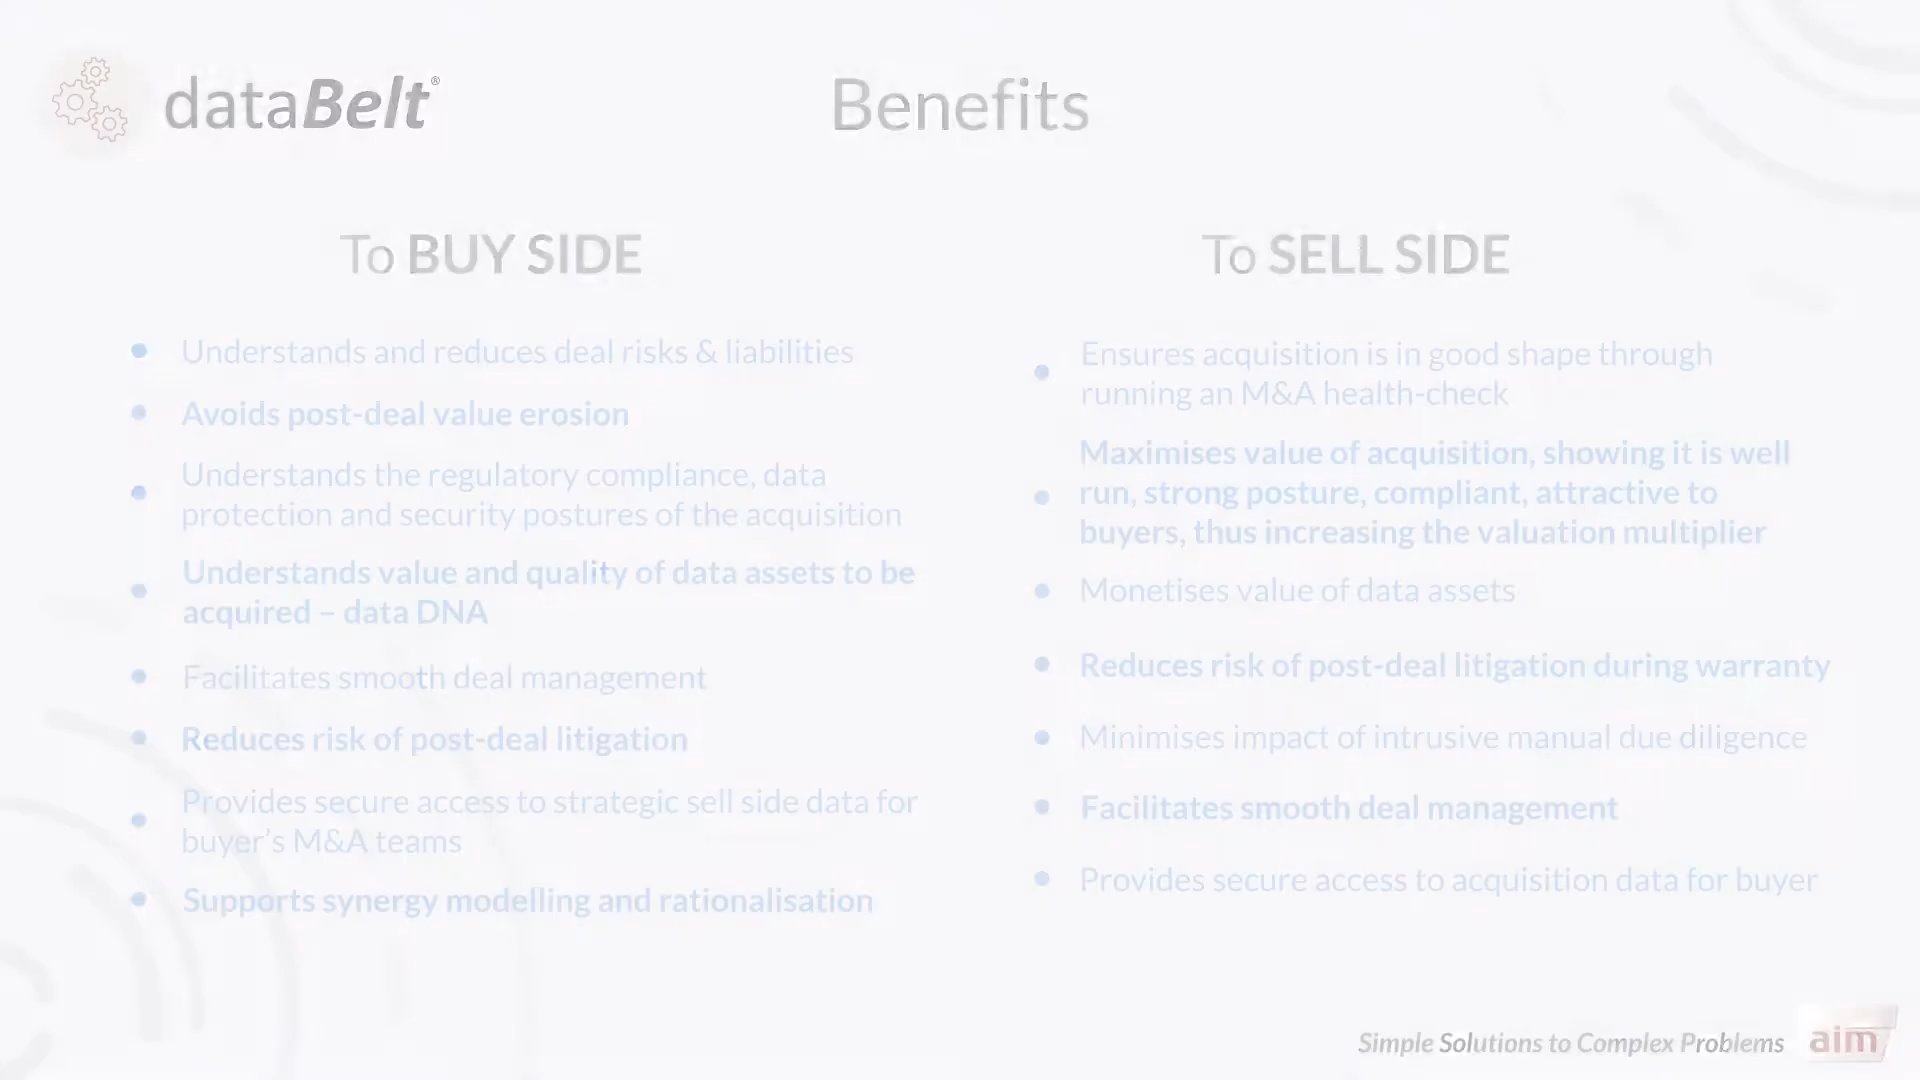 dataBelt®
Benefits
To BUY SIDE
• Understands and reduces deal risks & liabilities
• Avoids post-deal value erosion
• Understands the regulatory compliance, data
protection and security postures of the acquisition
• Understands value and quality of data assets to be
acquired – data DNA
• Facilitates smooth deal management
• Reduces risk of post-deal litigation
• Provides secure access to strategic sell side data for
buyer's M&A teams
• Supports synergy modelling and rationalisation
To SELL SIDE
• Ensures acquisition is in good shape through
running an M&A health-check
• Maximises value of acquisition, showing it is well
run, strong posture, compliant, attractive to
buyers, thus increasing the valuation multiplier
• Monetises value of data assets
• Reduces risk of post-deal litigation during warranty
• Minimises impact of intrusive manual due diligence
• Facilitates smooth deal management
• Provides secure access to acquisition data for buyer
Simple Solutions to Complex Problems
aim